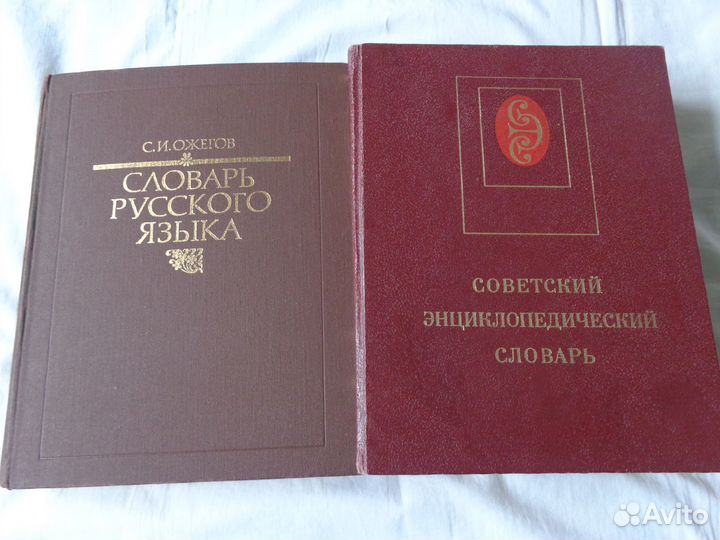 С.И.ОЖЕГОВ
СЛОВАРЬ
РУССКОГО
ЯЗЫКА
СОВЕТСКИЙ
ЭНЦИКЛОПЕДИЧЕСКИЙ
СЛОВАРЬ
Avito